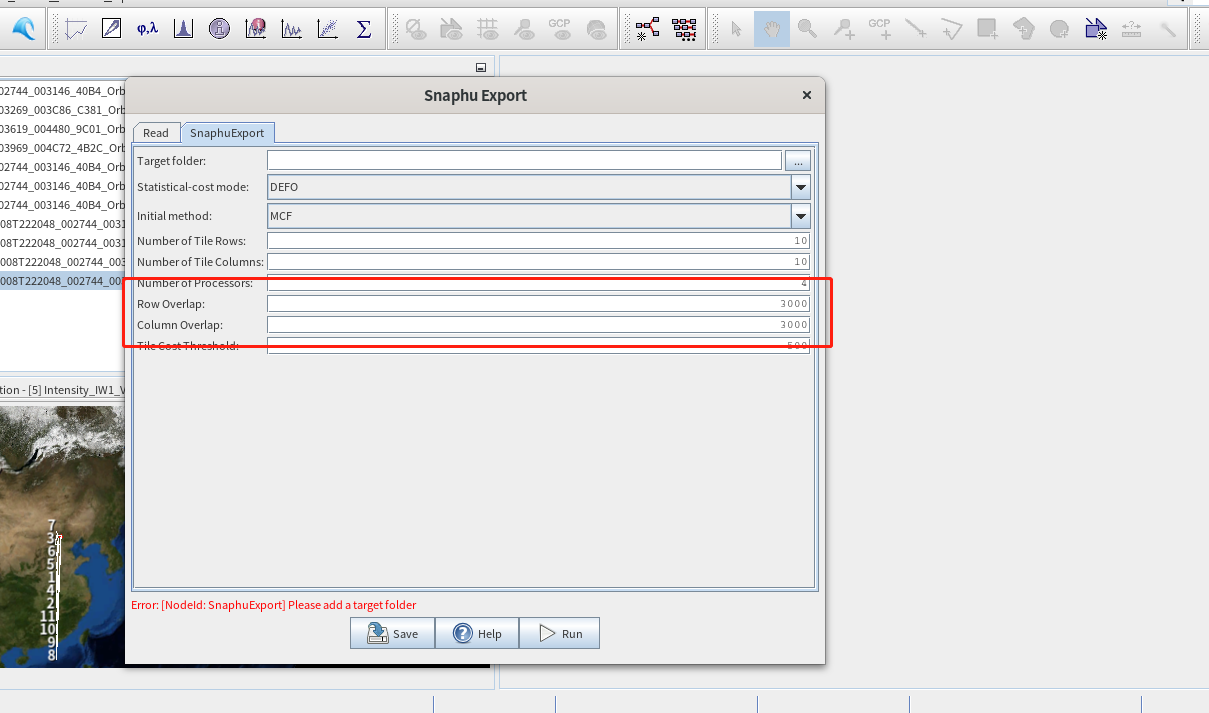 φ,λ
Σ
GCP
GCP
02744_003146_40B4_Orb
03269_003C86_C381_Orb
03619_004480_9C01_Orb
03969_004C72_4B2C_Orb
02744_003146_40B4_Orb
02744_003146_40B4_Orb
02744_003146_40B4_Orb
008T222048_002744_0031
008T222048_002744_003
008T222048_002744_003
008T222048_002744_00
tion - [5] Intensity_IW1_V
7
3
6
5
1
4
2
11
10
9
8
Snaphu Export
Read
SnaphuExport
Target folder:
...
Statistical-cost mode: DEFO
Initial method: MCF
Number of Tile Rows: 10
Number of Tile Columns: 10
Number of Processors: 4
Row Overlap: 3000
Column Overlap: 3000
Tile Cost Threshold: 500
Error: [NodeId: SnaphuExport] Please add a target folder
Save
Help
Run